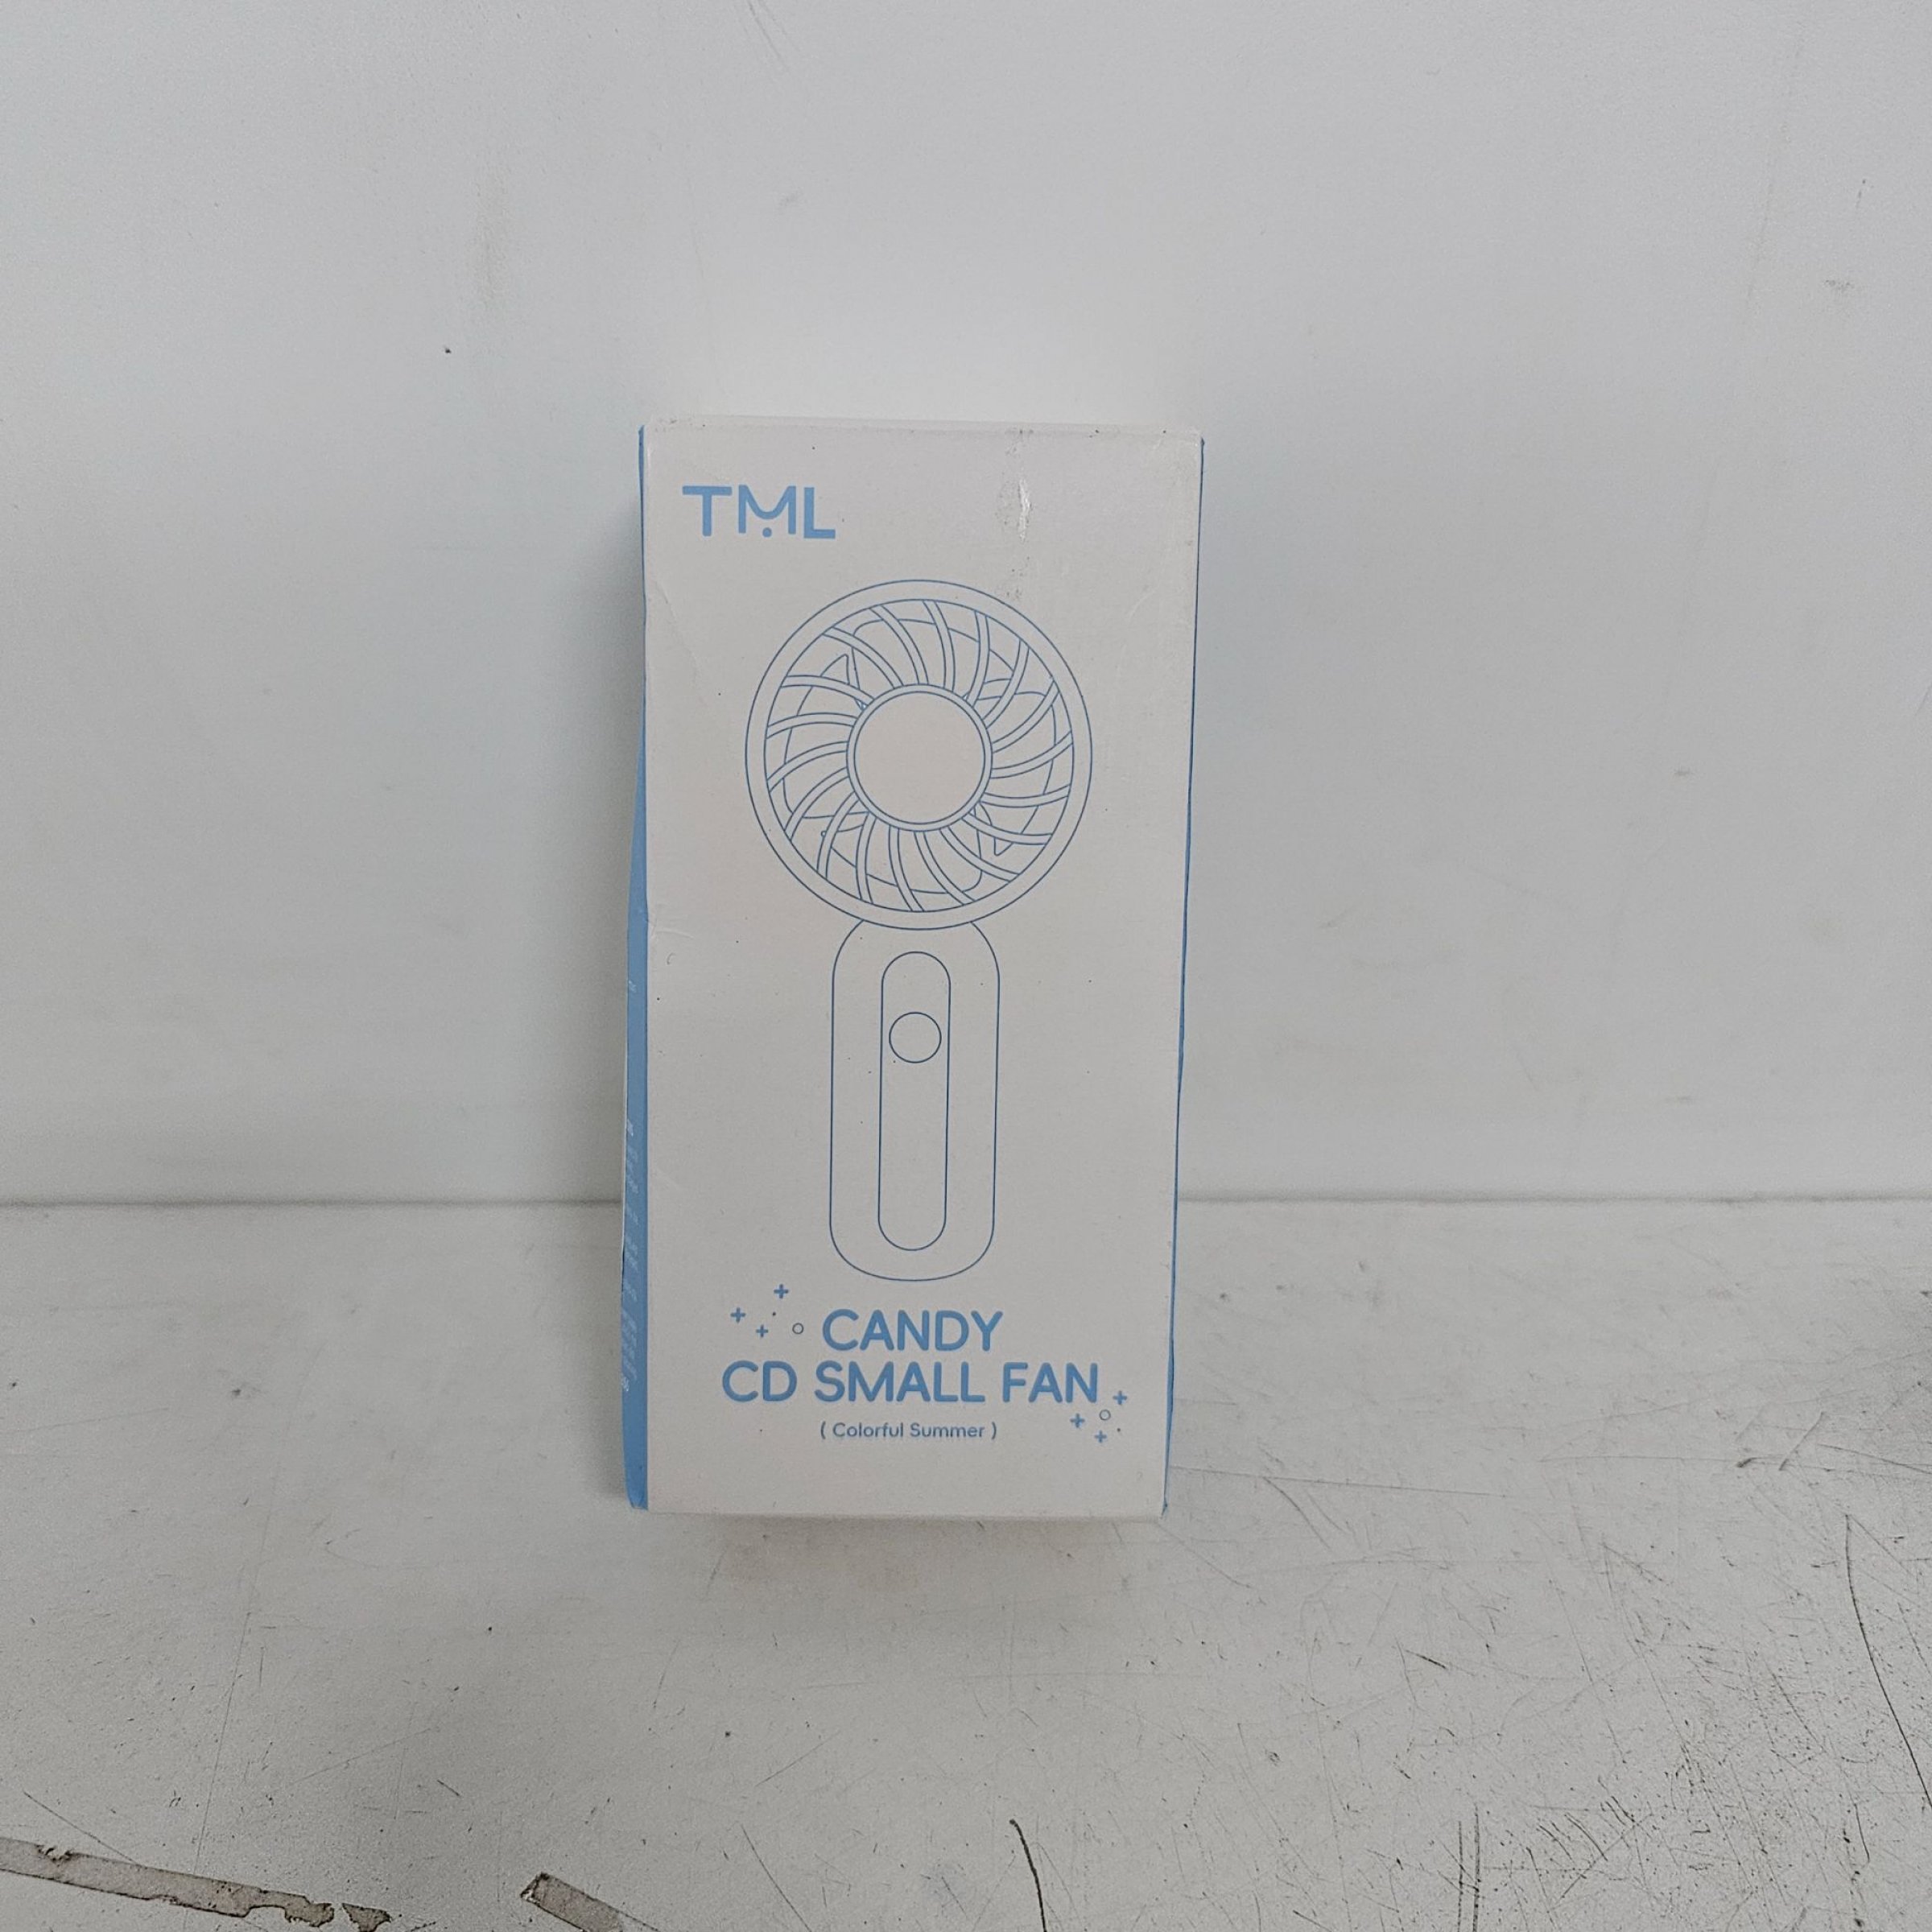 TML
CANDY
CD SMALL FAN
( Colorful Summer )